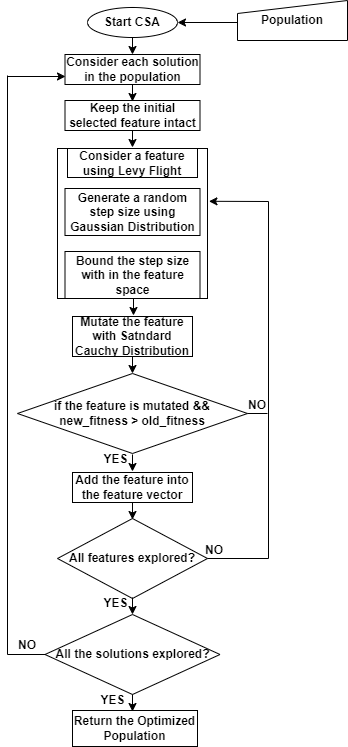 Start CSA
Population
Consider each solution
in the population
Keep the initial
selected feature intact
Consider a feature
using Levy Flight
Generate a random
step size using
Gaussian Distribution
Bound the step size
with in the feature
space
Mutate the feature
with Satndard
Cauchy Distribution
if the feature is mutated &&
new_fitness > old_fitness
NO
YES
Add the feature into
the feature vector
All features explored?
NO
YES
All the solutions explored?
NO
YES
Return the Optimized
Population